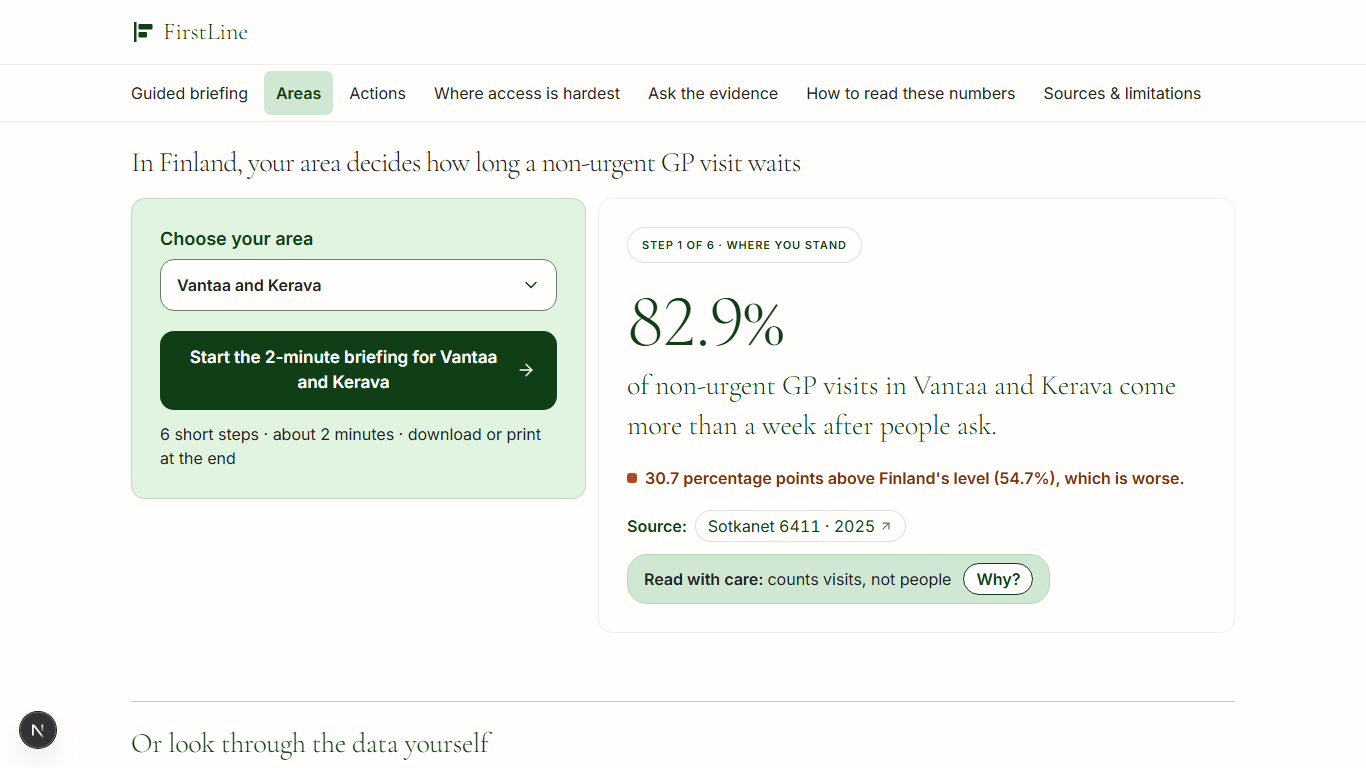 FirstLine
Guided briefing
Areas
Actions
Where access is hardest
Ask the evidence
How to read these numbers
Sources & limitations
In Finland, your area decides how long a non-urgent GP visit waits
Choose your area
Vantaa and Kerava
Start the 2-minute briefing for Vantaa
and Kerava
6 short steps · about 2 minutes · download or print
at the end
STEP 1 OF 6 · WHERE YOU STAND
82.9%
of non-urgent GP visits in Vantaa and Kerava come
more than a week after people ask.
30.7 percentage points above Finland's level (54.7%), which is worse.
Source: Sotkanet 6411 · 2025
Read with care: counts visits, not people
Why?
Or look through the data yourself
N